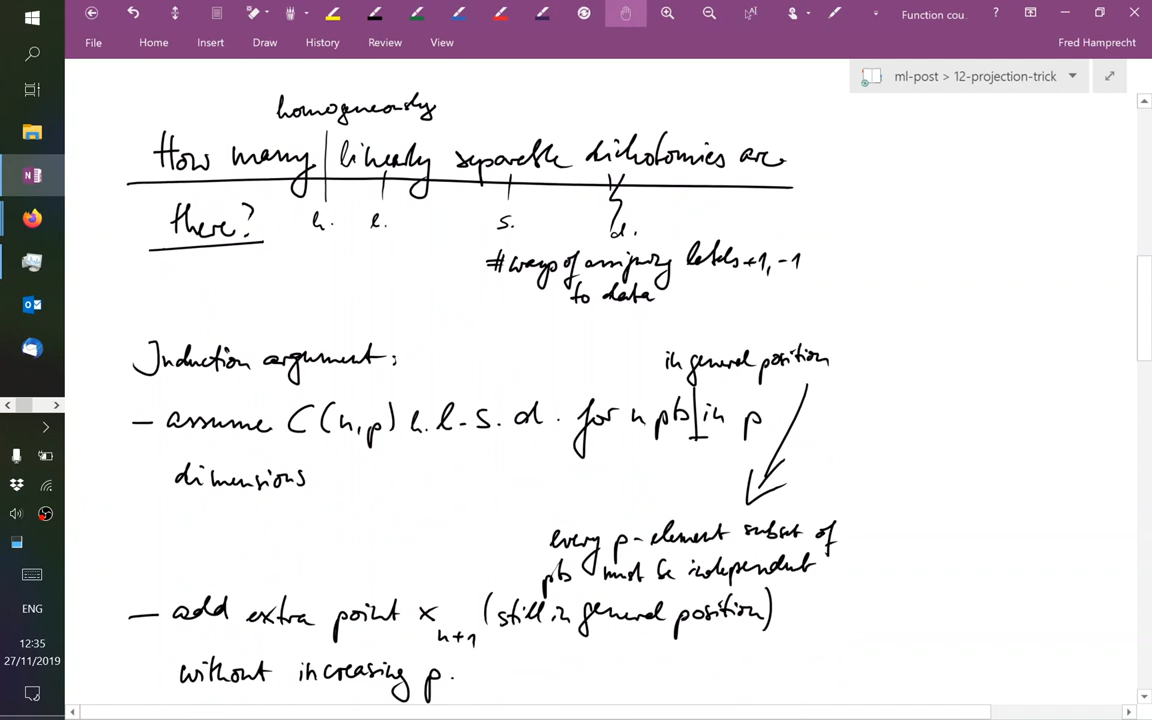 Function cou...
Fred Hamprecht
File Home Insert Draw History Review View
ml-post > 12-projection-trick
homogeneously
How many linearly separable dichotomies are
there? h. l. s. d.
#ways of assigning labels +1, -1
to data
Induction argument:
in general position
- assume C(n,p) h.l.s.d. for n pts in p
dimensions
every p-element subset of
pts must be independent
- add extra point x n+1 (still in general position)
without increasing p.
ENG
12:35
27/11/2019